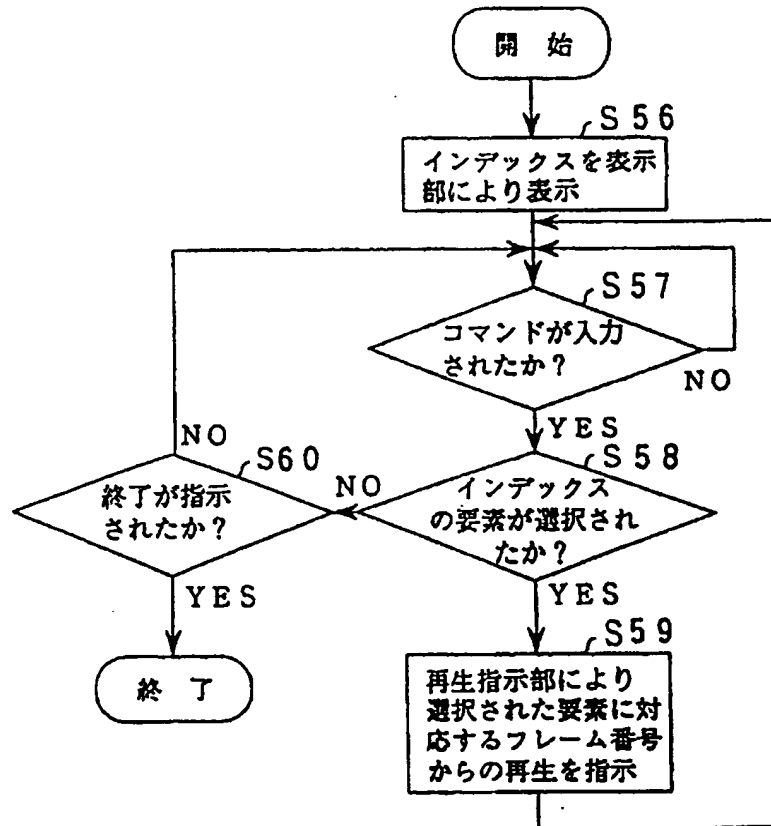 開始
S56
インデックスを表示
部により表示
S57
コマンドが入力
されたか？
NO
YES
S58
インデックス
の要素が選択され
たか？
NO
S60
終了が指示
されたか？
NO
YES
終了
YES
S59
再生指示部により
選択された要素に対
応するフレーム番号
からの再生を指示